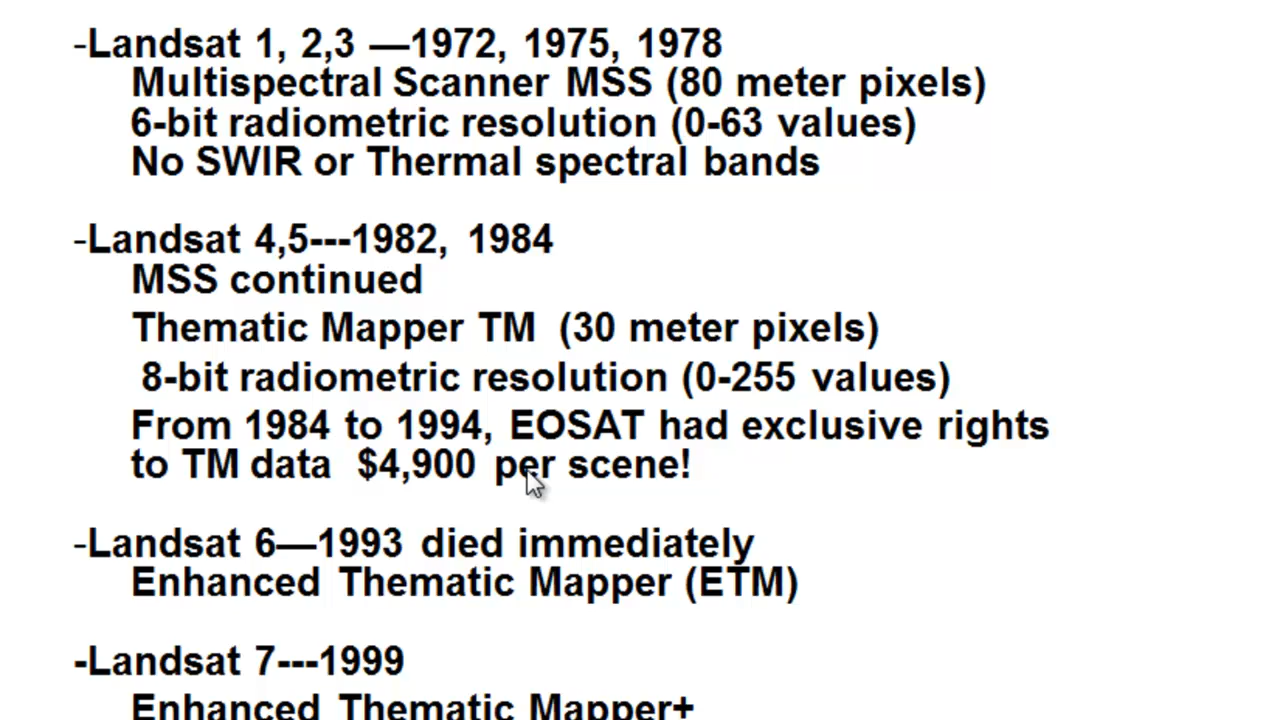 -Landsat 1, 2,3 —1972, 1975, 1978
Multispectral Scanner MSS (80 meter pixels)
6-bit radiometric resolution (0-63 values)
No SWIR or Thermal spectral bands
-Landsat 4,5---1982, 1984
MSS continued
Thematic Mapper TM (30 meter pixels)
8-bit radiometric resolution (0-255 values)
From 1984 to 1994, EOSAT had exclusive rights
to TM data $4,900 per scene!
-Landsat 6—1993 died immediately
Enhanced Thematic Mapper (ETM)
-Landsat 7---1999
Enhanced Thematic Mapper+